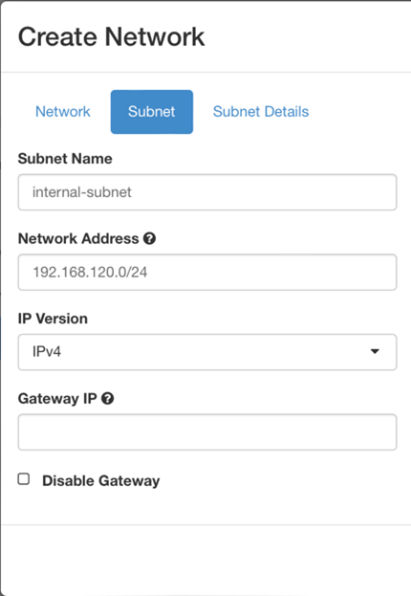 Create Network
Network Subnet Subnet Details
Subnet Name
internal-subnet
Network Address ?
192.168.120.0/24
IP Version
IPv4
Gateway IP ?
Disable Gateway